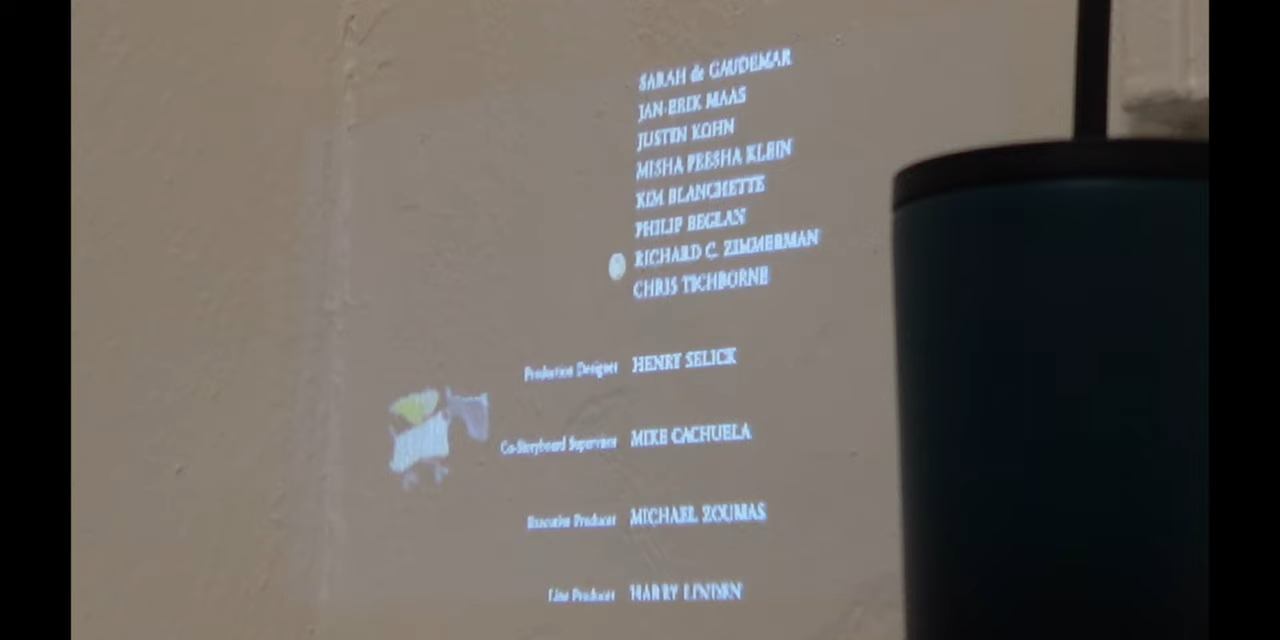 SARAH de GAUDEMAR
JAN-ERIK MAAS
JUSTIN KOHN
MISHA PEESHA KLEIN
KIM BLANCHETTE
PHILIP BEGLAN
RICHARD C. ZIMMERMAN
CHRIS TICHBORNE
Production Designer HENRY SELICK
Co-Storyboard Supervisor MIKE CACHUELA
Executive Producer MICHAEL ZOUMAS
Line Producer HARRY LINDEN